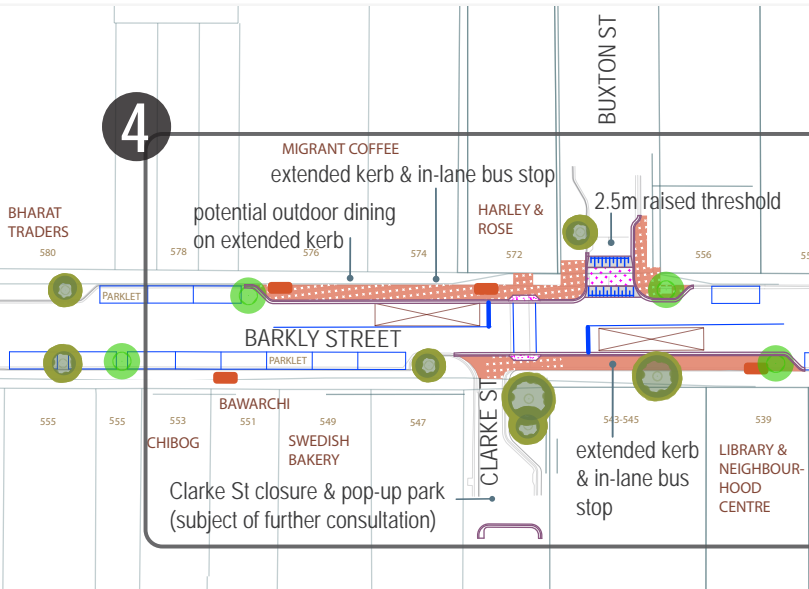 BUXTON ST
4
MIGRANT COFFEE
extended kerb & in-lane bus stop
2.5m raised threshold
potential outdoor dining
on extended kerb
HARLEY &
ROSE
BHARAT
TRADERS
580
578
576
574
572
556
55
PARKLET
BARKLY STREET
PARKLET
CLARKE ST
BAWARCHI
555
555
553
551
549
547
543-545
539
CHIBOG
SWEDISH
BAKERY
extended kerb
& in-lane bus
stop
LIBRARY &
NEIGHBOUR-
HOOD
CENTRE
Clarke St closure & pop-up park
(subject of further consultation)